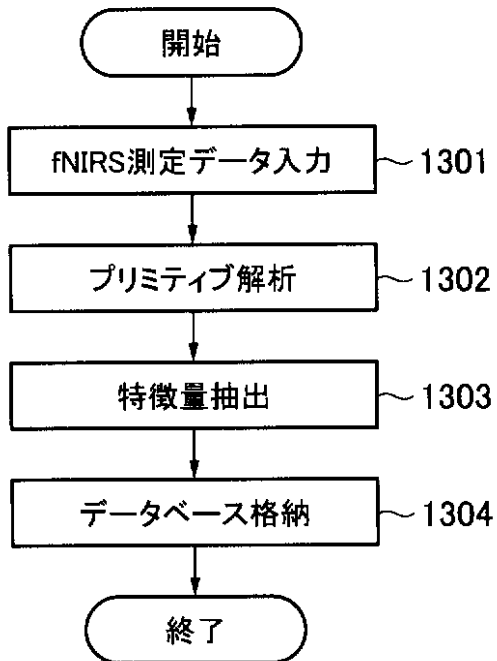 開始
fNIRS測定データ入力 ~1301
プリミティブ解析 ~1302
特徴量抽出 ~1303
データベース格納 ~1304
終了